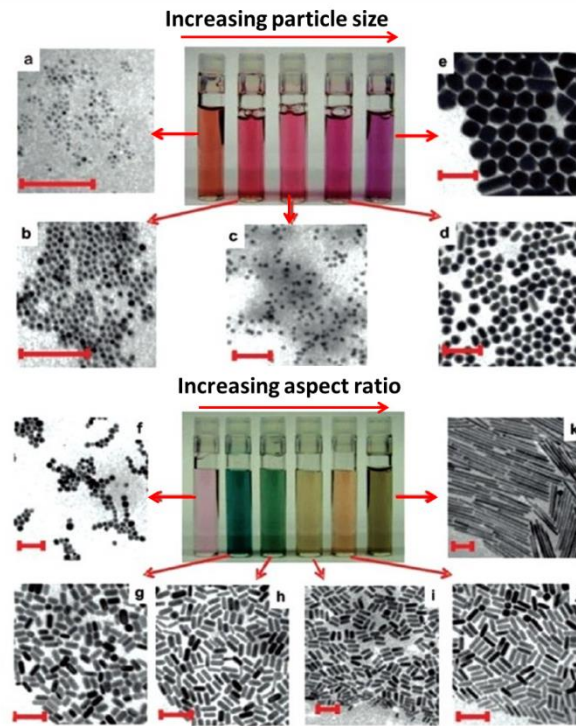 Increasing particle size
a
e
b
c
d
Increasing aspect ratio
f
k
g
h
i